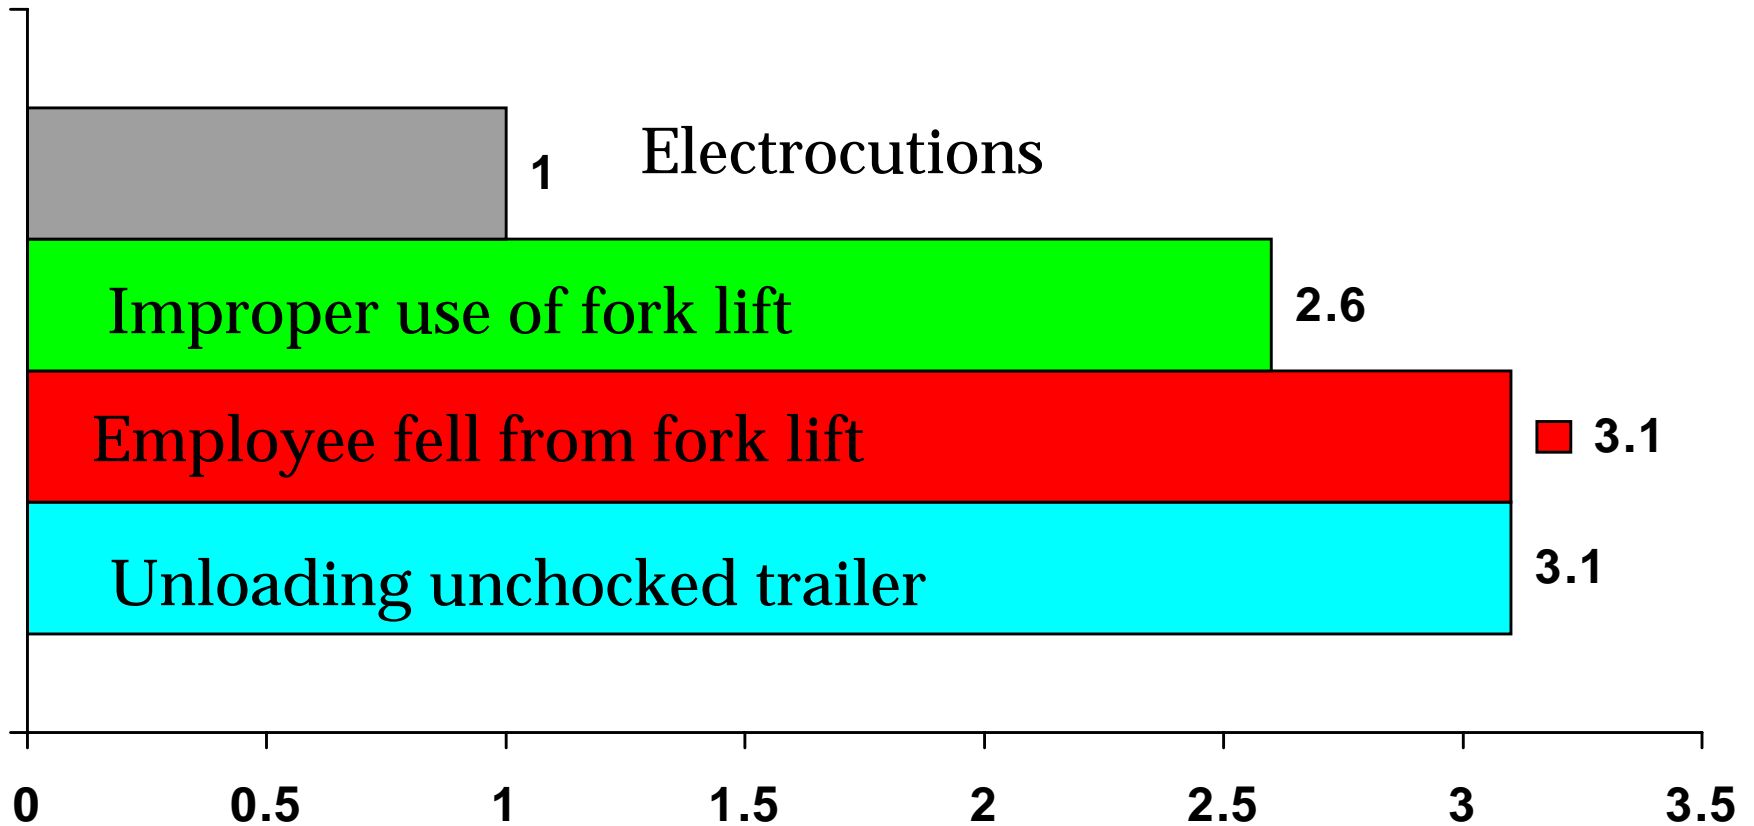 1 Electrocutions
Improper use of fork lift 2.6
Employee fell from fork lift 3.1
Unloading unchocked trailer 3.1
0 0.5 1 1.5 2 2.5 3 3.5